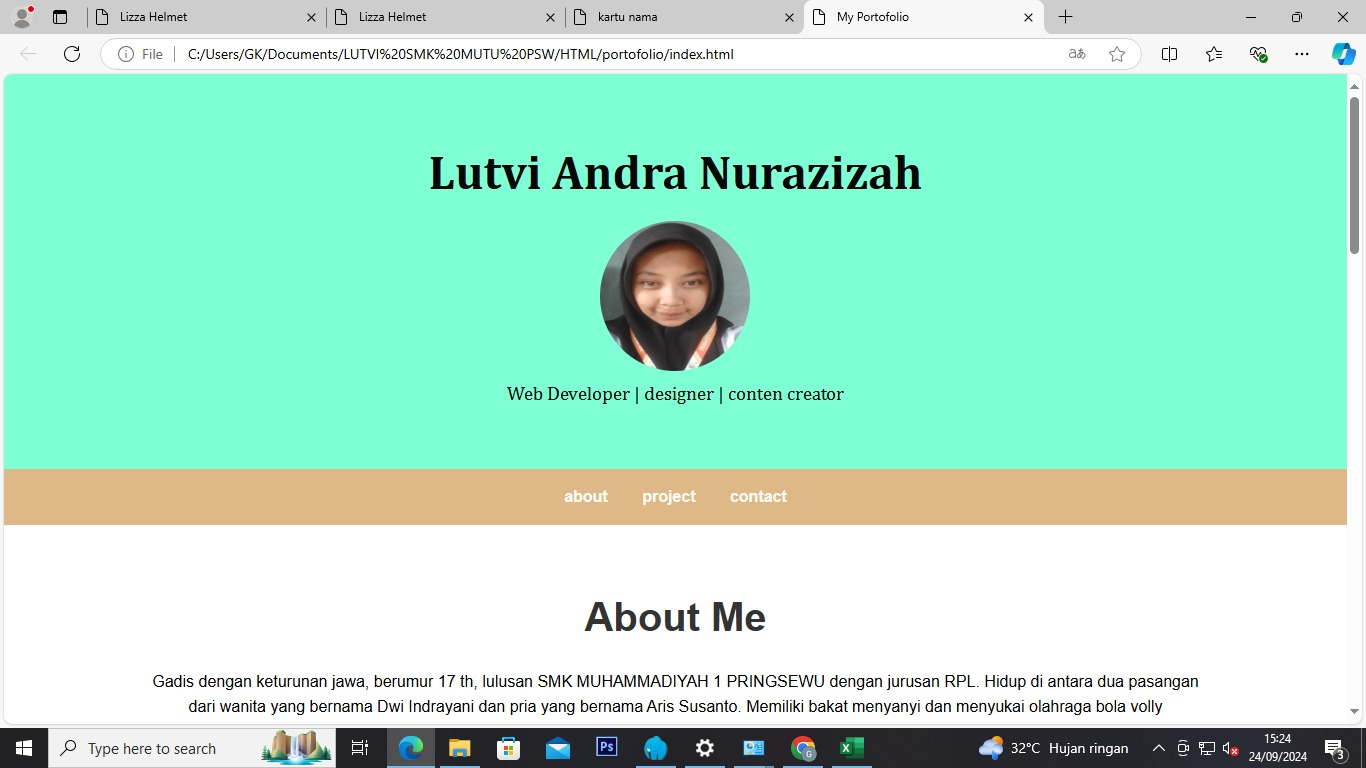 Lizza Helmet
Lizza Helmet
kartu nama
My Portofolio
File
C:/Users/GK/Documents/LUTVI%20SMK%20MUTU%20PSW/HTML/portofolio/index.html
Lutvi Andra Nurazizah
Web Developer | designer | conten creator
about project contact
About Me
Gadis dengan keturunan jawa, berumur 17 th, lulusan SMK MUHAMMADIYAH 1 PRINGSEWU dengan jurusan RPL. Hidup di antara dua pasangan
dari wanita yang bernama Dwi Indrayani dan pria yang bernama Aris Susanto. Memiliki bakat menyanyi dan menyukai olahraga bola volly
Type here to search
Ps
32°C Hujan ringan
15:24
24/09/2024
3